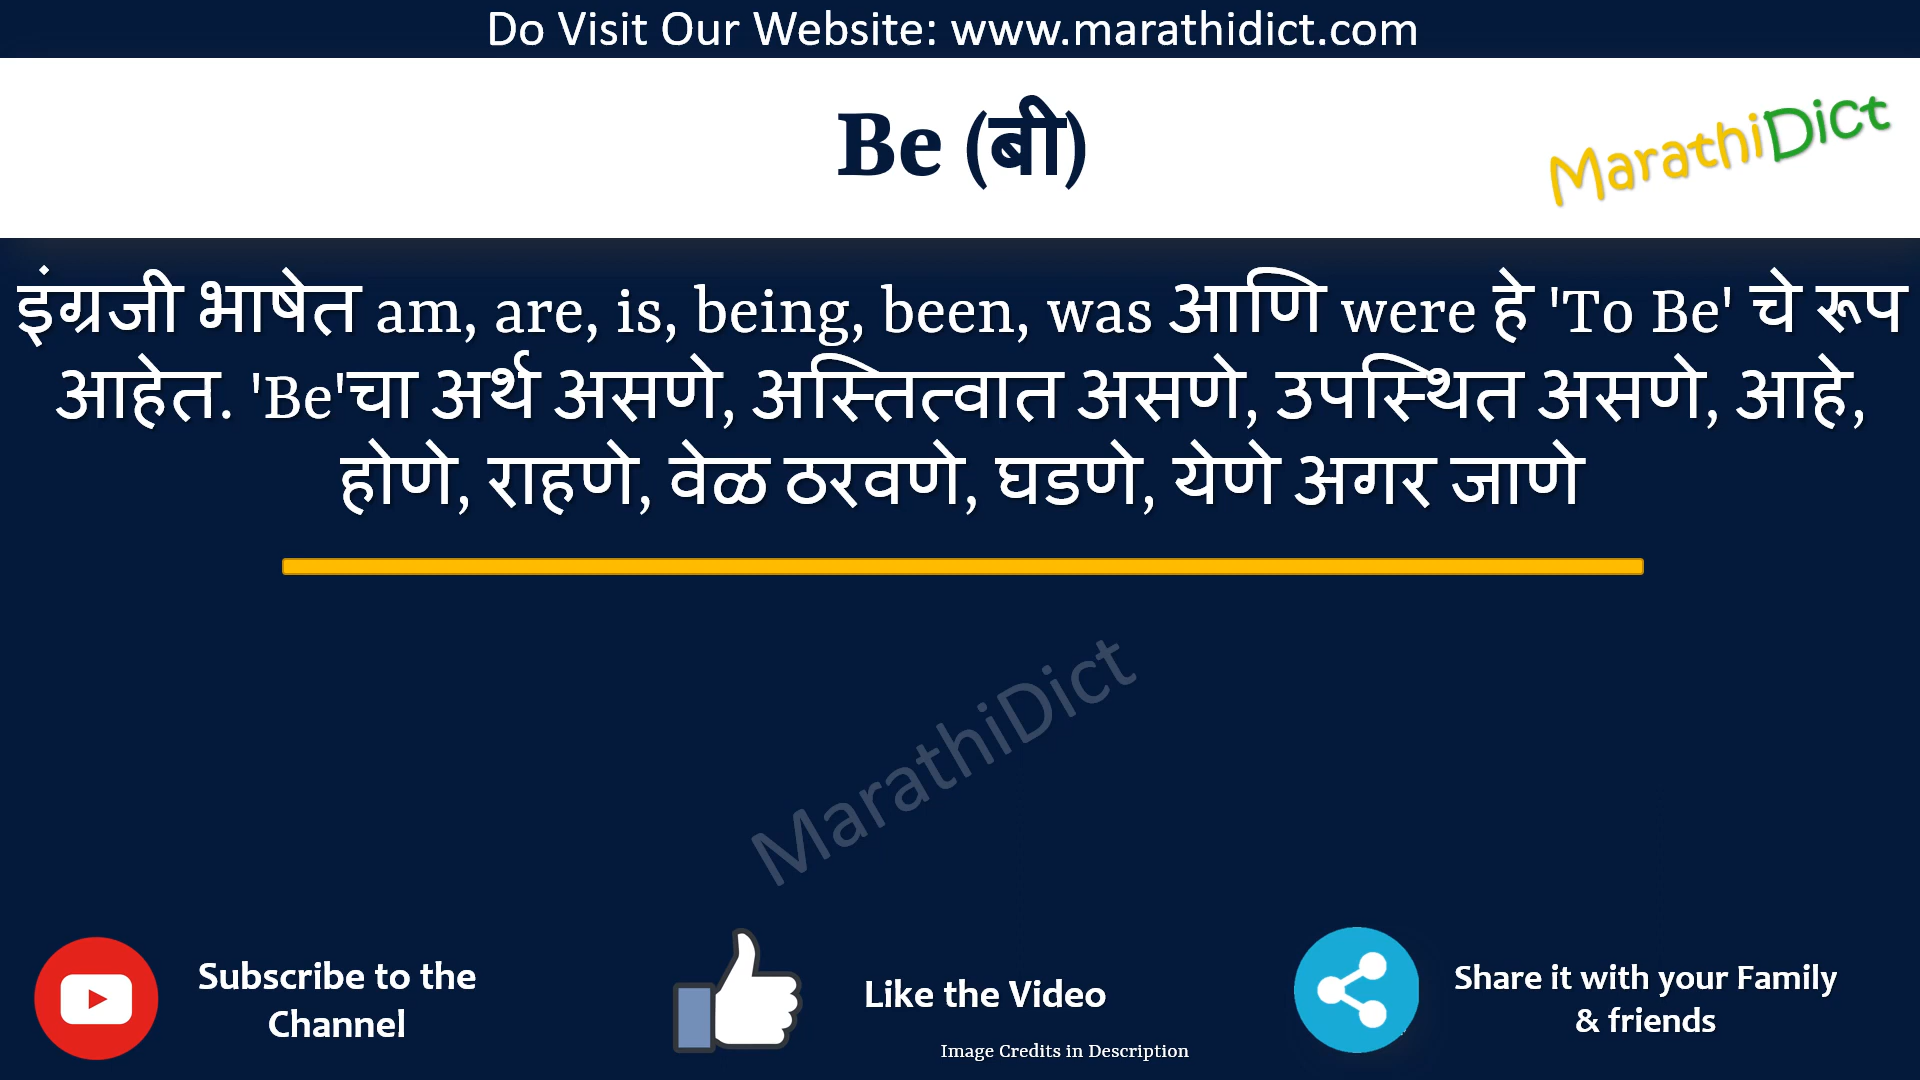 Do Visit Our Website: www.marathidict.com
Be (बी)
MarathiDict
इंग्रजी भाषेत am, are, is, being, been, was आणि were हे 'To Be' चे रूप
आहेत. 'Be'चा अर्थ असणे, अस्तित्वात असणे, उपस्थित असणे, आहे,
होणे, राहणे, वेळ ठरवणे, घडणे, येणे अगर जाणे
MarathiDict
Subscribe to the
Channel
Like the Video
Share it with your Family
& friends
Image Credits in Description